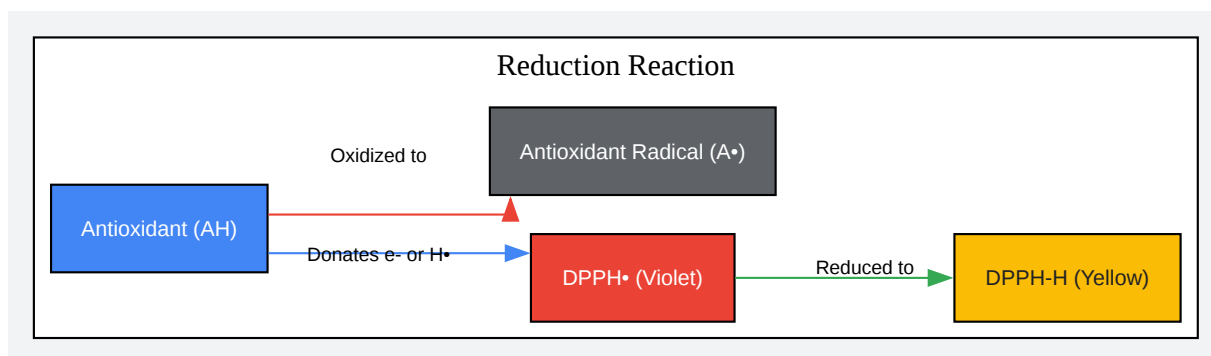 Reduction Reaction
Antioxidant Radical (A•)
Oxidized to
Antioxidant (AH)
Donates e- or H•
DPPH• (Violet)
Reduced to
DPPH-H (Yellow)